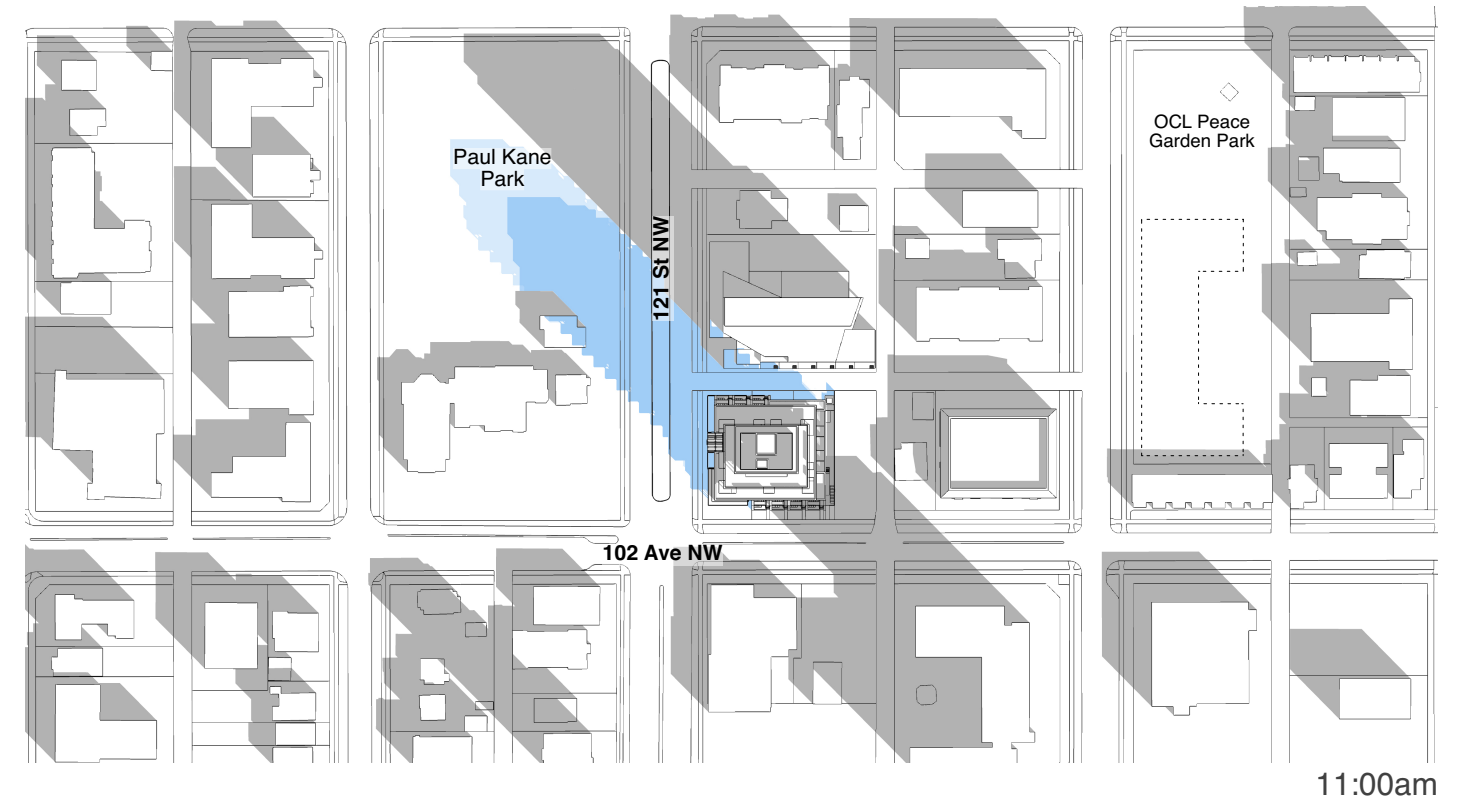 OCL Peace
Garden Park
Paul Kane
Park
121 St NW
102 Ave NW
11:00am